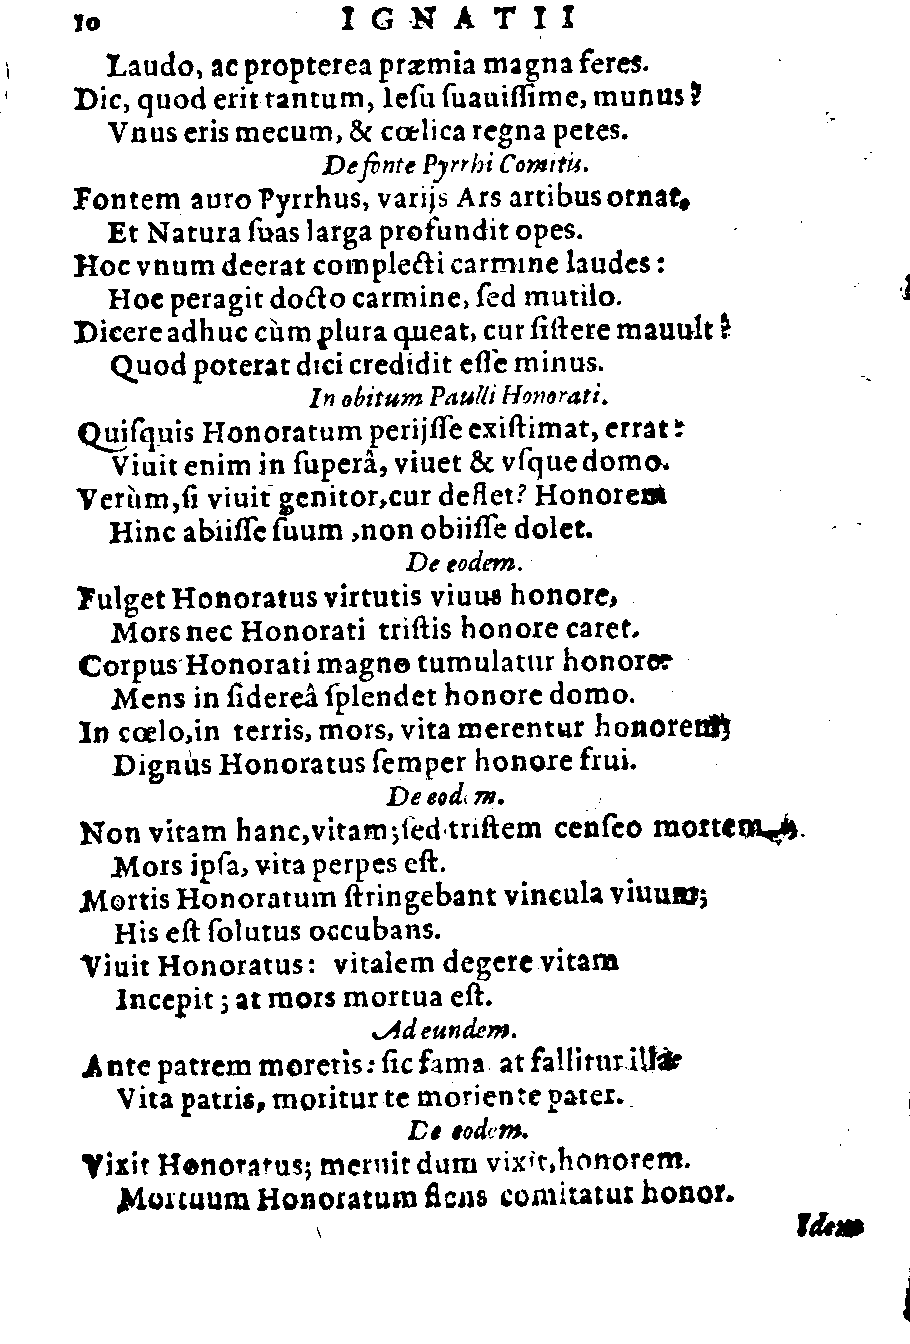 10 IGNATII
Laudo, ac propterea præmia magna feres.
Dic, quod erit tantum, Iesu suauissime, munus?
Vnus eris mecum, & cœlica regna petes.
De fonte Pyrrhi Comitis.
Fontem auro Pyrrhus, varijs Ars artibus ornat,
Et Natura suas larga profundit opes.
Hoc vnum deerat complecti carmine laudes:
Hoc peragit docto carmine, sed mutilo.
Dicere adhuc cùm plura queat, cur sistere mauult?
Quod poterat dici credidit esse minus.
In obitum Paulli Honorati.
Quisquis Honoratum perijsse existimat, errat:
Viuit enim in superâ, viuet & vsque domo.
Verùm, si viuit genitor, cur deflet? Honorem
Hinc abiisse suum, non obiisse dolet.
De eodem.
Fulget Honoratus virtutis viuus honore,
Mors nec Honorati tristis honore caret.
Corpus Honorati magno tumulatur honore:
Mens in sidereâ splendet honore domo.
In cœlo, in terris, mors, vita merentur honorem;
Dignus Honoratus semper honore frui.
De eodem.
Non vitam hanc, vitam; sed tristem censeo mortem,
Mors ipsa, vita perpes est.
Mortis Honoratum stringebant vincula viuum;
His est solutus occubans.
Viuit Honoratus: vitalem degere vitam
Incepit; at mors mortua est.
Ad eundem.
Ante patrem moreris: sic fama at fallitur illa:
Vita patris, moritur te moriente pater.
De eodem.
Vixit Honoratus; meruit dum vixit, honorem.
Mortuum Honoratum flens comitatur honor.
Idem